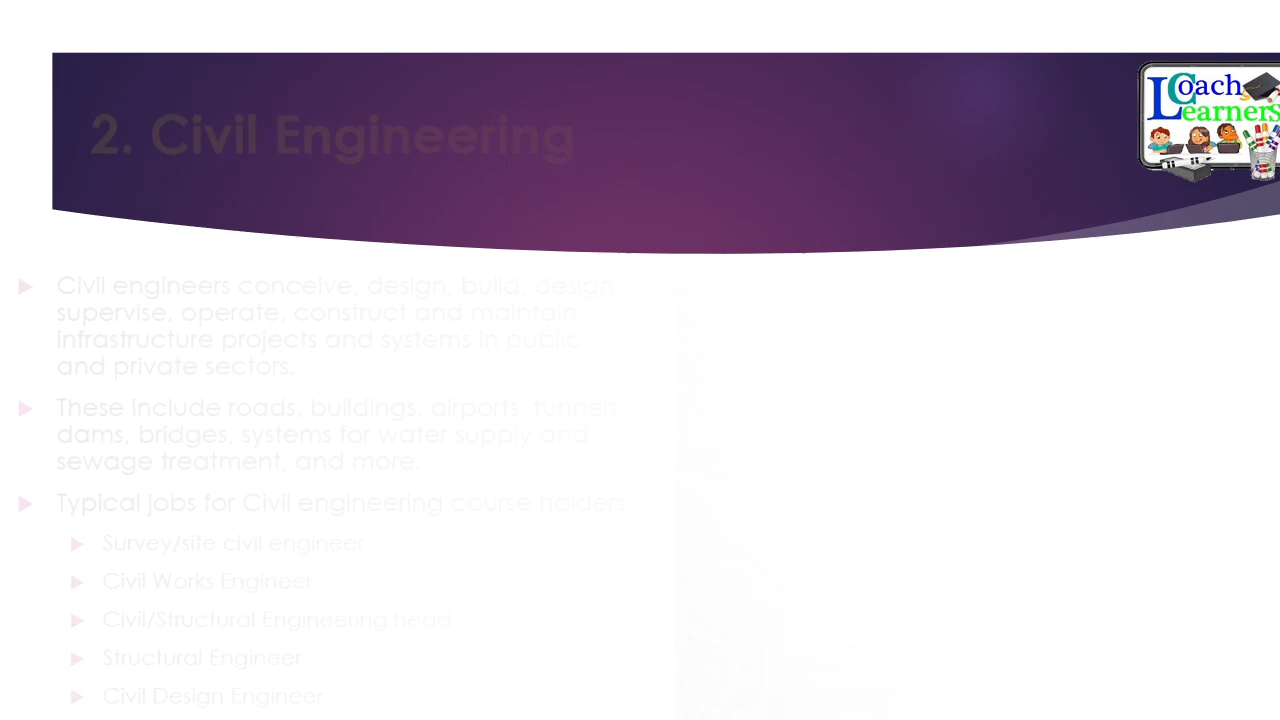 2. Civil Engineering
Coach
Learners
Civil engineers conceive, design, build, design,
supervise, operate, construct and maintain
infrastructure projects and systems in public
and private sectors.
These include roads, buildings, airports, tunnels,
dams, bridges, systems for water supply and
sewage treatment, and more.
Typical jobs for Civil engineering course holders
Survey/site civil engineer
Civil Works Engineer
Civil/Structural Engineering head
Structural Engineer
Civil Design Engineer